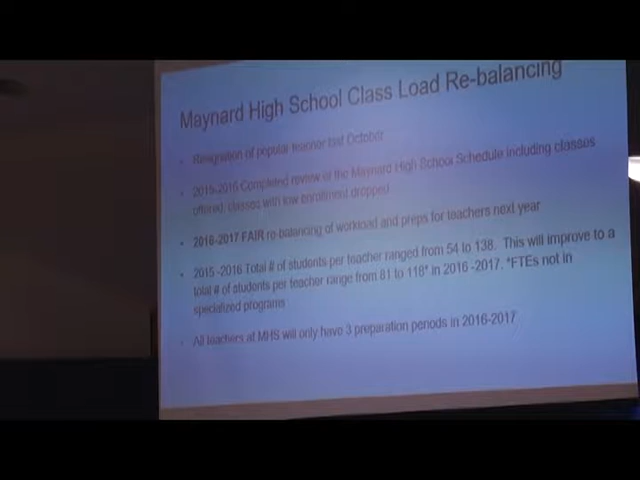 Maynard High School Class Load Re-balancing
Resignation of popular teacher last October
2015-2016 Completed review of the Maynard High School Schedule including classes
offered, classes with low enrollment dropped
2016-2017 FAIR re-balancing of workload and preps for teachers next year
2015 -2016 Total # of students per teacher ranged from 54 to 138. This will improve to a
total # of students per teacher range from 81 to 118* in 2016 -2017. *FTEs not in
specialized programs
All teachers at MHS will only have 3 preparation periods in 2016-2017